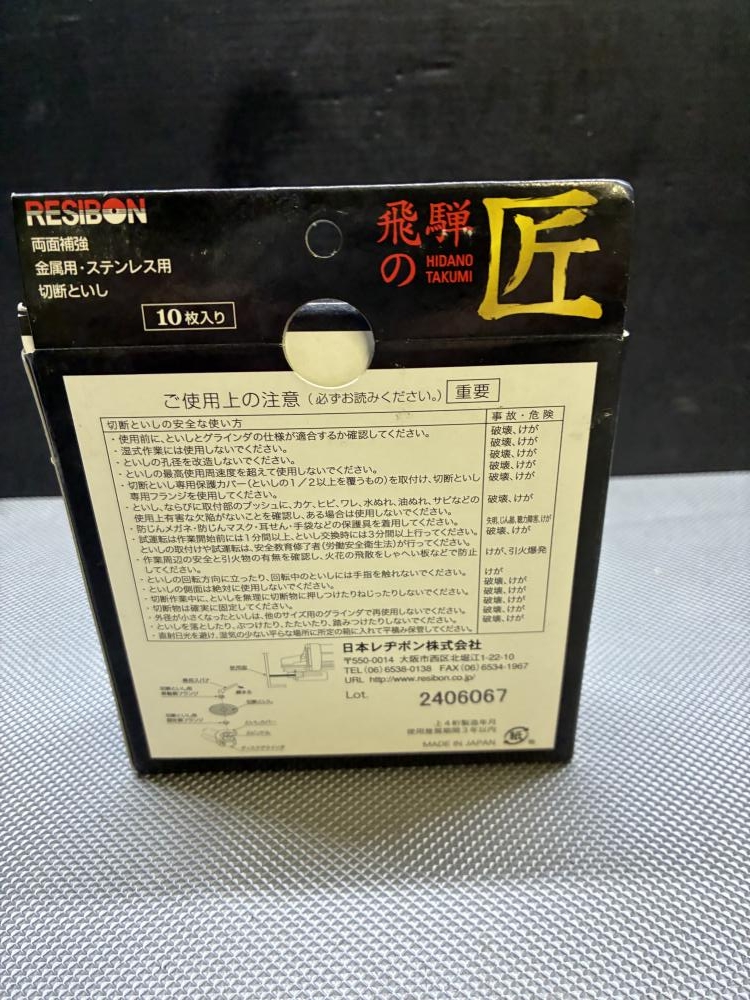 RESIBON
両面補強
金属用・ステンレス用
切断といし
10枚入り
飛騨の
HIDANO
TAKUMI
匠
ご使用上の注意（必ずお読みください。） 重要
切断といしの安全な使い方 事故・危険
・使用前に、といしとグラインダの仕様が適合するか確認してください。 破壊、けが
・湿式作業には使用しないでください。 破壊、けが
・といしの孔径を改造しないでください。 破壊、けが
・といしの最高使用周速度を超えて使用しないでください。 破壊、けが
・切断といし専用保護カバー（といしの1／2以上を覆うもの）を取付け、切断といし 破壊、けが
専用フランジを使用してください。
・といし、ならびに取付部のブッシュに、カケ、ヒビ、ワレ、水ぬれ、油ぬれ、サビなどの 破壊、けが
使用上有害な欠陥がないことを確認し、ある場合は使用しないでください。
・防じんメガネ・防じんマスク・耳せん・手袋などの保護具を着用してください。 失明、じん肺、聴力障害、けが
・試運転は作業開始前には1分間以上、といし交換時には3分間以上行ってください。 破壊、けが
といしの取付けや試運転は、安全教育修了者（労働安全衛生法）が行ってください。
・作業周辺の安全と引火物の有無を確認し、火花の飛散をしゃへい板などで防止 けが、引火爆発
してください。
・といしの回転方向に立ったり、回転中のといしには手指を触れないでください。 けが
・といしの側面は絶対に使用しないでください。 破壊、けが
・切断作業中に、といしを無理に切断物に押しつけたりねじったりしないでください。 破壊、けが
・切断物は確実に固定してください。 破壊、けが
・外径が小さくなったといしは、他のサイズ用のグラインダで再使用しないでください。 破壊、けが
・といしを落としたり、ぶつけたり、たたいたり、踏みつけたりしないでください。 破壊、けが
・直射日光を避け、湿気の少ない平らな場所に所定の箱に入れて平積み保管してください。 破壊、けが
日本レヂボン株式会社
〒550-0014 大阪市西区北堀江1-22-10
TEL（06）6538-0138 FAX（06）6534-1967
URL http://www.resibon.co.jp/
Lot. 2406067
上4桁製造年月
使用推奨期間3年以内
MADE IN JAPAN
紙
箱